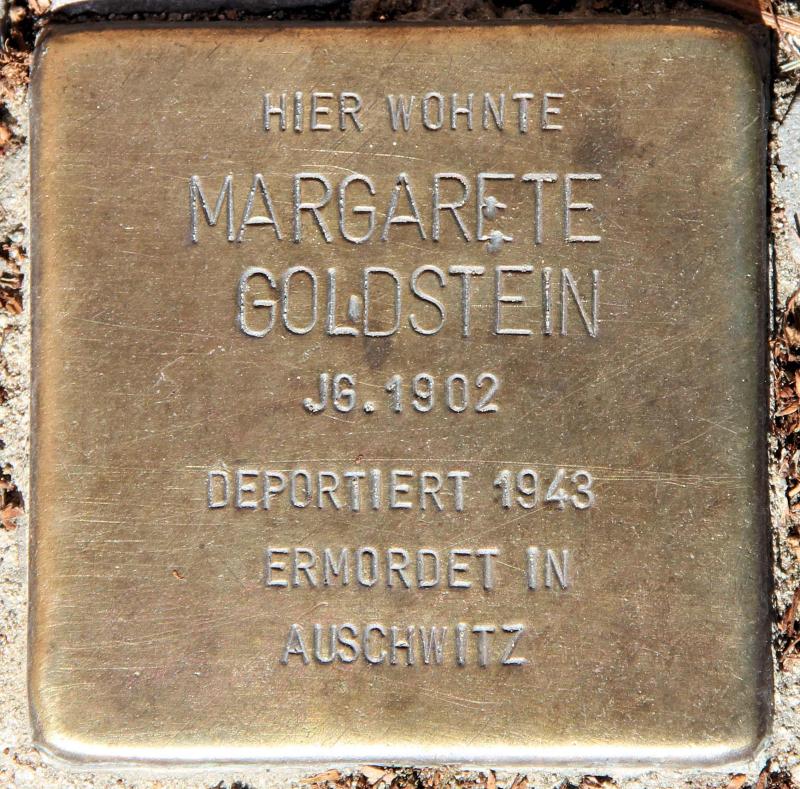 HIER WOHNTE
MARGARETE
GOLDSTEIN
JG. 1902
DEPORTIERT 1943
ERMORDET IN
AUSCHWITZ